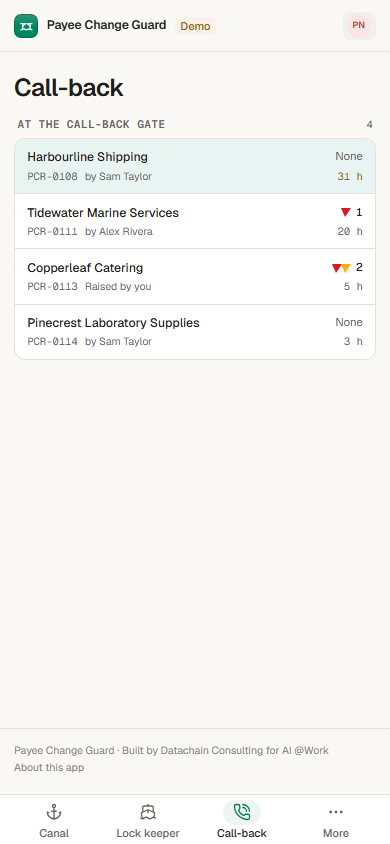 Payee Change Guard Demo PN
Call-back
AT THE CALL-BACK GATE 4
Harbourline Shipping None
PCR-0108 by Sam Taylor 31 h
Tidewater Marine Services 1
PCR-0111 by Alex Rivera 20 h
Copperleaf Catering 2
PCR-0113 Raised by you 5 h
Pinecrest Laboratory Supplies None
PCR-0114 by Sam Taylor 3 h
Payee Change Guard · Built by Datachain Consulting for AI @Work
About this app
Canal Lock keeper Call-back More